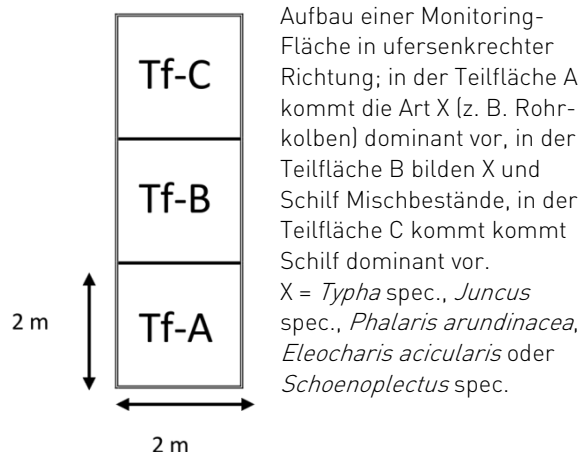 Tf-C
Tf-B
Tf-A
2 m
2 m
Aufbau einer Monitoring-
Fläche in ufersenkrechter
Richtung; in der Teilfläche A
kommt die Art X (z. B. Rohr-
kolben) dominant vor, in der
Teilfläche B bilden X und
Schilf Mischbestände, in der
Teilfläche C kommt kommt
Schilf dominant vor.
X = Typha spec., Juncus
spec., Phalaris arundinacea,
Eleocharis acicularis oder
Schoenoplectus spec.